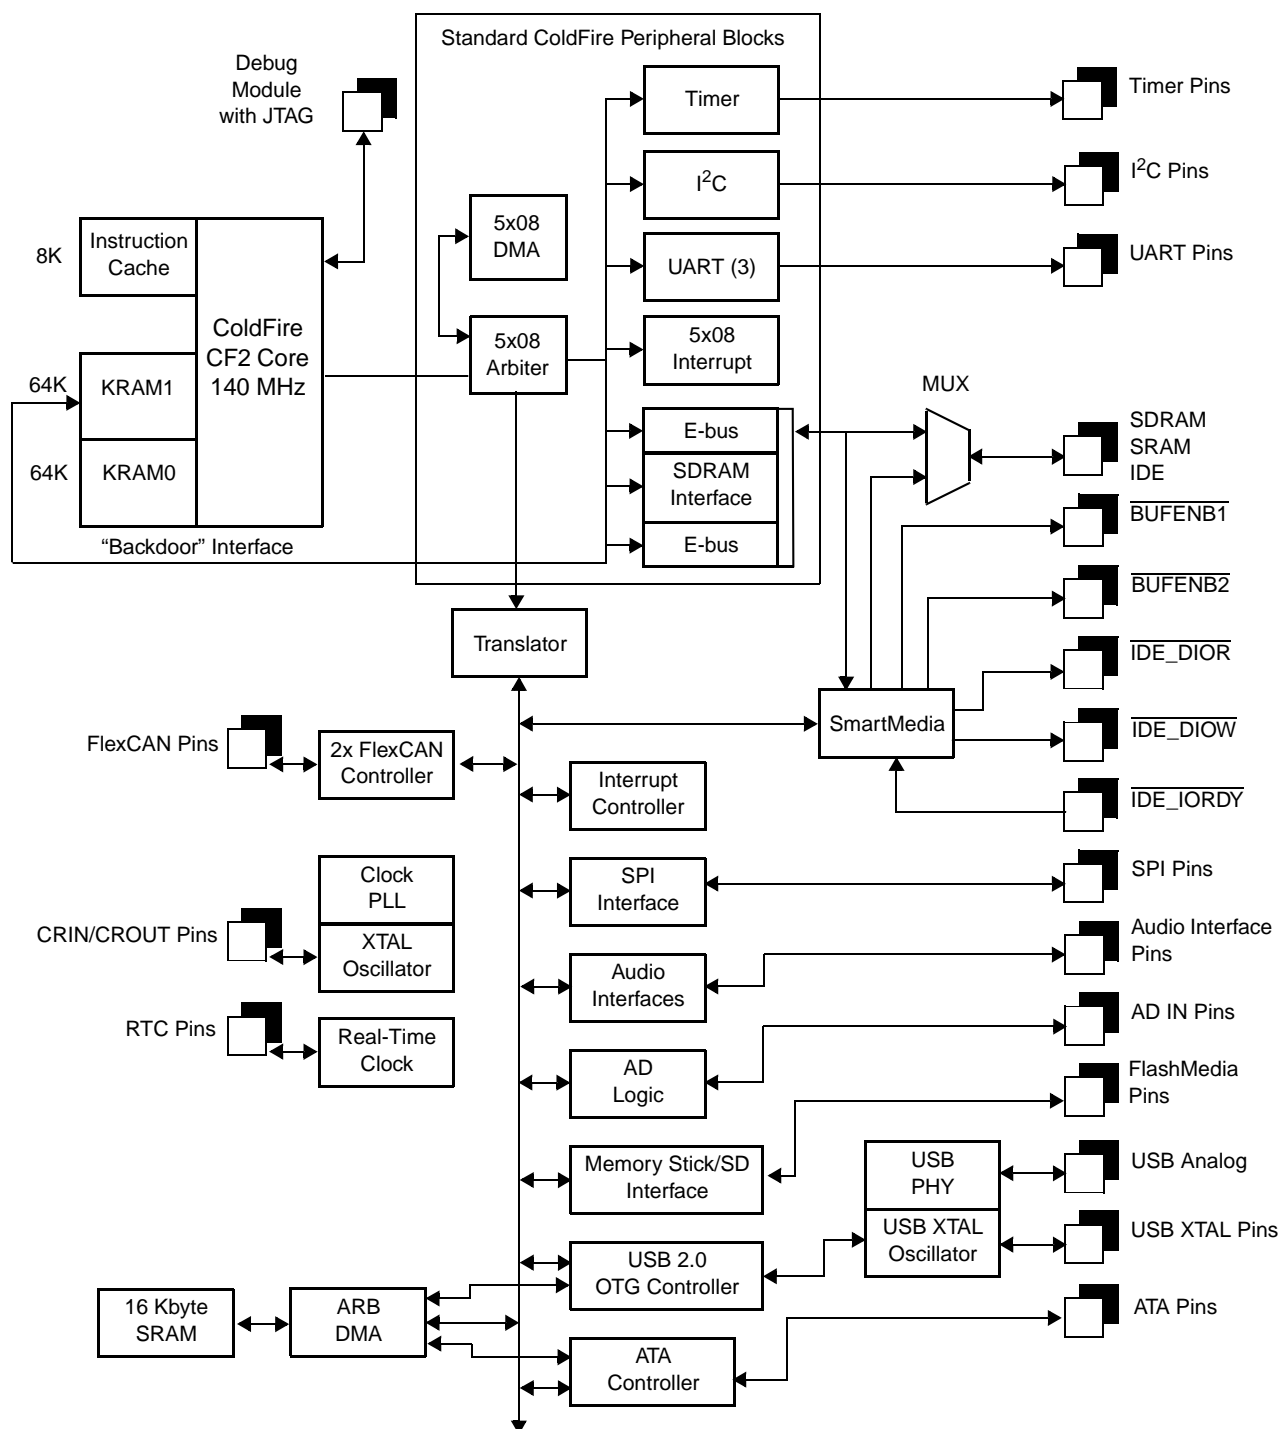 Standard ColdFire Peripheral Blocks
Debug
Module
with JTAG
Timer
Timer Pins
I²C
I²C Pins
5x08
DMA
UART (3)
UART Pins
8K
Instruction
Cache
ColdFire
CF2 Core
140 MHz
5x08
Arbiter
5x08
Interrupt
64K
KRAM1
64K
KRAM0
"Backdoor" Interface
E-bus
SDRAM
Interface
E-bus
MUX
SDRAM
SRAM
IDE
BUFENB1
BUFENB2
IDE_DIOR
IDE_DIOW
IDE_IORDY
Translator
SmartMedia
FlexCAN Pins
2x FlexCAN
Controller
Interrupt
Controller
Clock
PLL
XTAL
Oscillator
CRIN/CROUT Pins
SPI
Interface
SPI Pins
Audio
Interfaces
Audio Interface
Pins
RTC Pins
Real-Time
Clock
AD
Logic
AD IN Pins
Memory Stick/SD
Interface
FlashMedia
Pins
USB
PHY
USB Analog
USB XTAL
Oscillator
USB XTAL Pins
USB 2.0
OTG Controller
16 Kbyte
SRAM
ARB
DMA
ATA
Controller
ATA Pins